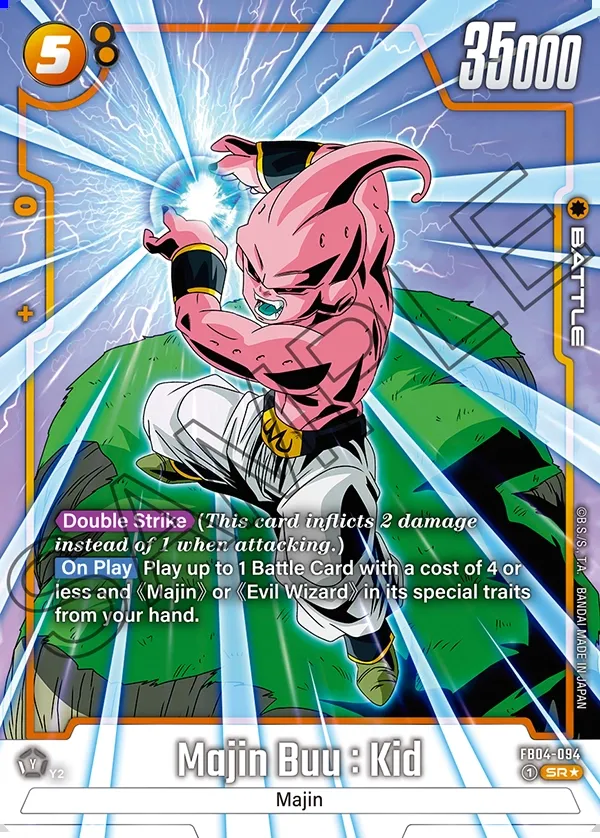 5
35000
0
+
BATTLE
SAMPLE
Double Strike (This card inflicts 2 damage
instead of 1 when attacking.)
On Play Play up to 1 Battle Card with a cost of 4 or
less and 《Majin》 or 《Evil Wizard》 in its special traits
from your hand.
©B.S./S., T.A. BANDAI MADE IN JAPAN
Y Y2
Majin Buu : Kid
FB04-094
1 SR★
Majin